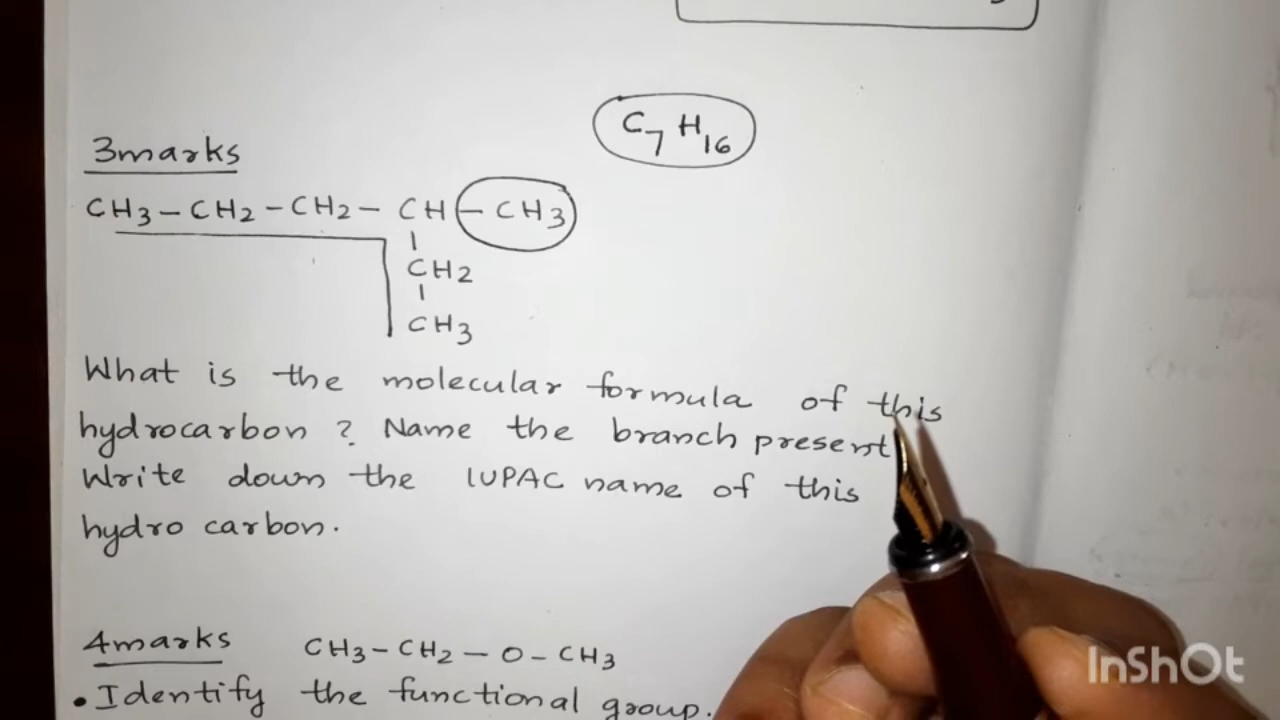 C7H16
3marks
CH3-CH2-CH2-CH-CH3
CH2
CH3
What is the molecular formula of this
hydrocarbon? Name the branch present
Write down the IUPAC name of this
hydro carbon.
4marks CH3-CH2-O-CH3
• Identify the functional group.
InShOt